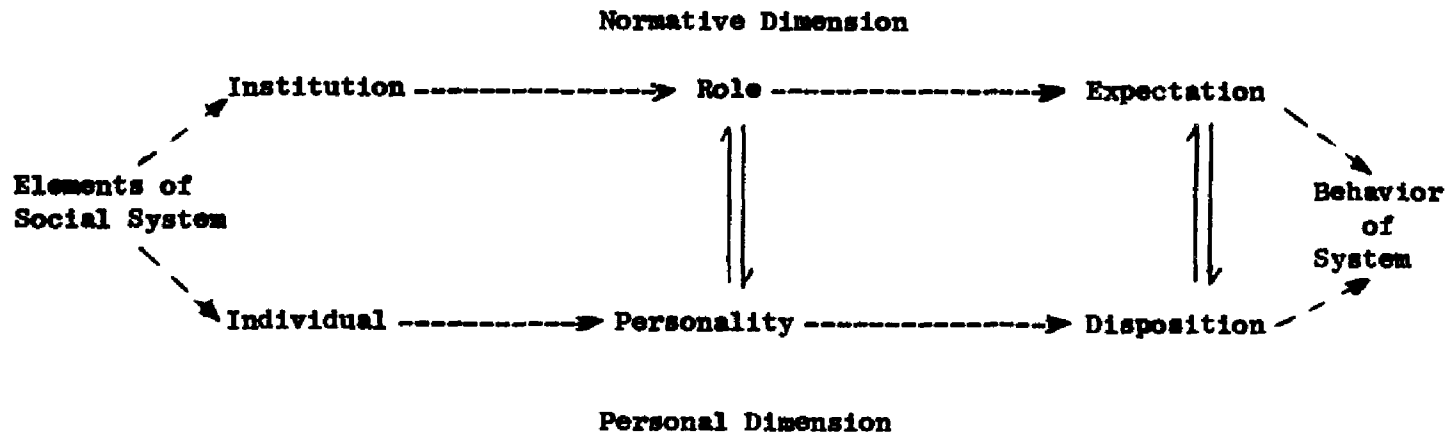 Normative Dimension
Institution Role Expectation
Elements of
Social System
Behavior
of
System
Individual Personality Disposition
Personal Dimension